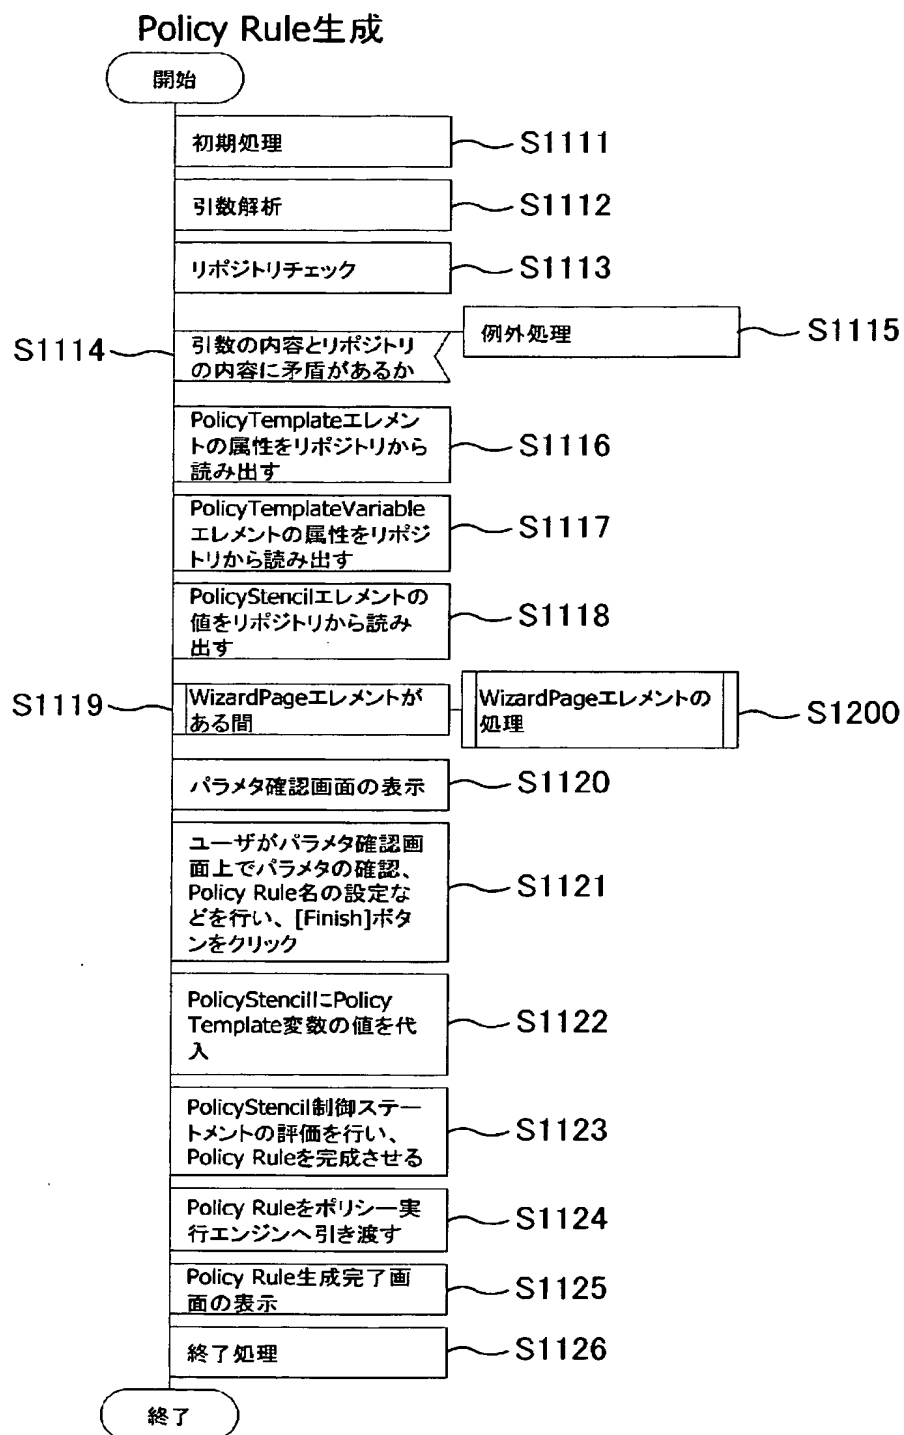 Policy Rule生成
開始
初期処理
S1111
引数解析
S1112
リポジトリチェック
S1113
例外処理
S1115
S1114
引数の内容とリポジトリ
の内容に矛盾があるか
PolicyTemplateエレメン
トの属性をリポジトリから
読み出す
S1116
PolicyTemplateVariable
エレメントの属性をリポジ
トリから読み出す
S1117
PolicyStencilエレメントの
値をリポジトリから読み
出す
S1118
S1119
WizardPageエレメントが
ある間
WizardPageエレメントの
処理
S1200
パラメタ確認画面の表示
S1120
ユーザがパラメタ確認画
面上でパラメタの確認、
Policy Rule名の設定な
どを行い、[Finish]ボタ
ンをクリック
S1121
PolicyStencilにPolicy
Template変数の値を代
入
S1122
PolicyStencil制御ステー
トメントの評価を行い、
Policy Ruleを完成させる
S1123
Policy Ruleをポリシー実
行エンジンへ引き渡す
S1124
Policy Rule生成完了画
面の表示
S1125
終了処理
S1126
終了